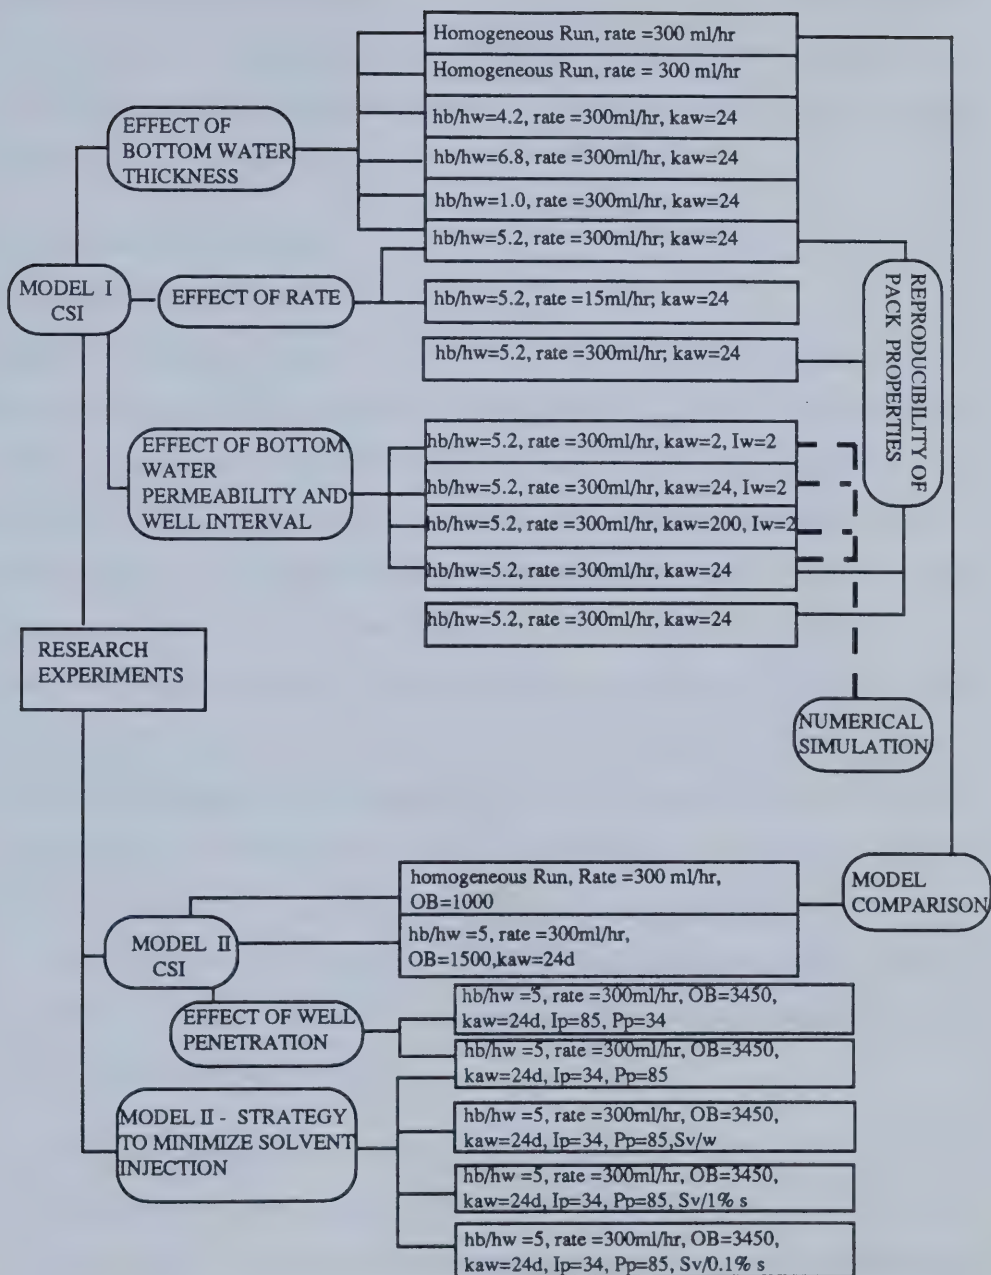 Homogeneous Run, rate =300 ml/hr
Homogeneous Run, rate = 300 ml/hr
EFFECT OF
BOTTOM WATER
THICKNESS
hb/hw=4.2, rate =300ml/hr, kaw=24
hb/hw=6.8, rate =300ml/hr, kaw=24
hb/hw=1.0, rate =300ml/hr, kaw=24
hb/hw=5.2, rate =300ml/hr; kaw=24
MODEL I
CSI
EFFECT OF RATE
hb/hw=5.2, rate =15ml/hr; kaw=24
hb/hw=5.2, rate =300ml/hr; kaw=24
REPRODUCIBILITY OF
PACK PROPERTIES
EFFECT OF BOTTOM
WATER
PERMEABILITY AND
WELL INTERVAL
hb/hw=5.2, rate =300ml/hr, kaw=2, Iw=2
hb/hw=5.2, rate =300ml/hr, kaw=24, Iw=2
hb/hw=5.2, rate =300ml/hr, kaw=200, Iw=2
hb/hw=5.2, rate=300ml/hr, kaw=24
hb/hw=5.2, rate =300ml/hr, kaw=24
RESEARCH
EXPERIMENTS
NUMERICAL
SIMULATION
homogeneous Run, Rate =300 ml/hr,
OB=1000
MODEL
COMPARISON
hb/hw =5, rate =300ml/hr,
OB=1500,kaw=24d
MODEL II
CSI
EFFECT OF WELL
PENETRATION
hb/hw =5, rate =300ml/hr, OB=3450,
kaw=24d, Ip=85, Pp=34
hb/hw =5, rate =300ml/hr, OB=3450,
kaw=24d, Ip=34, Pp=85
MODEL II - STRATEGY
TO MINIMIZE SOLVENT
INJECTION
hb/hw =5, rate =300ml/hr, OB=3450,
kaw=24d, Ip=34, Pp=85,Sv/w
hb/hw =5, rate =300ml/hr, OB=3450,
kaw=24d, Ip=34, Pp=85, Sv/1% s
hb/hw =5, rate =300ml/hr, OB=3450,
kaw=24d, Ip=34, Pp=85, Sv/0.1% s